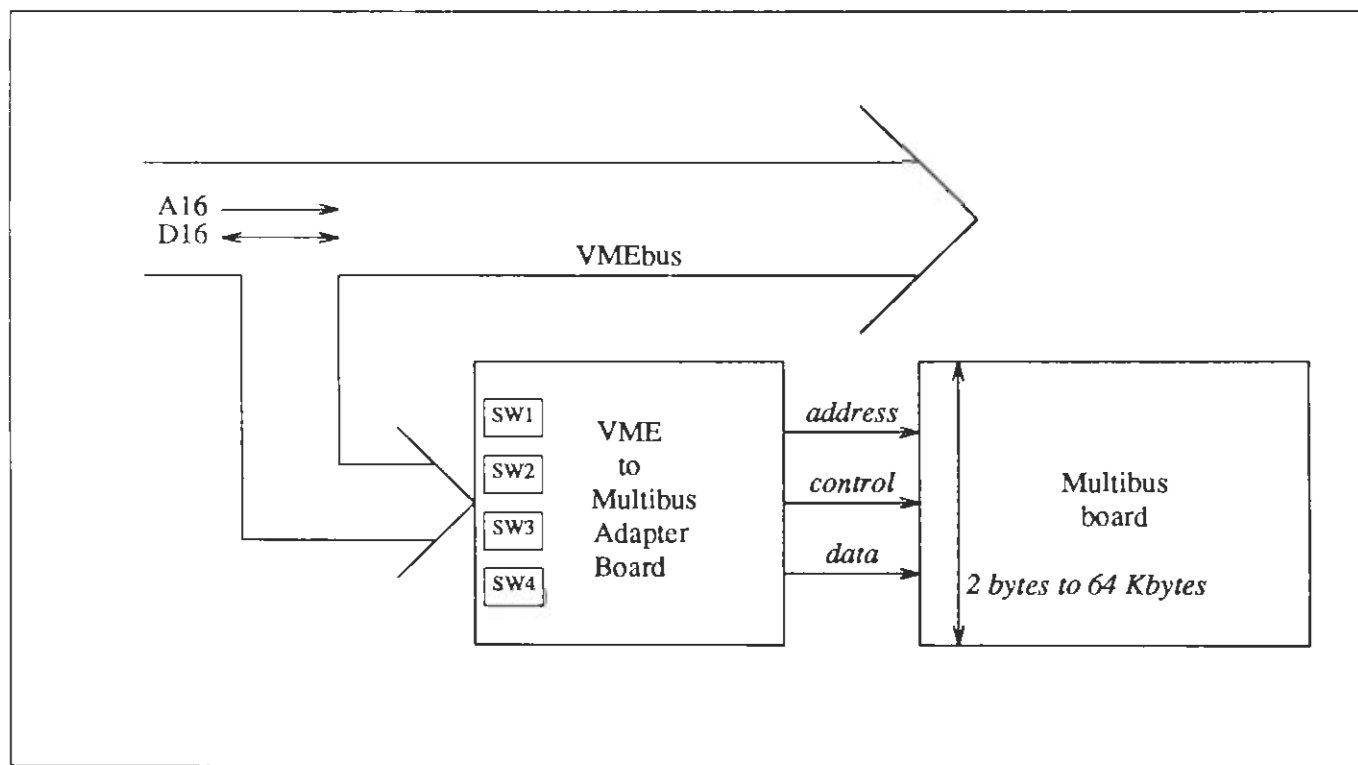 A16
D16
VMEbus
SW1
SW2
SW3
SW4
VME
to
Multibus
Adapter
Board
address
control
data
Multibus
board
2 bytes to 64 Kbytes